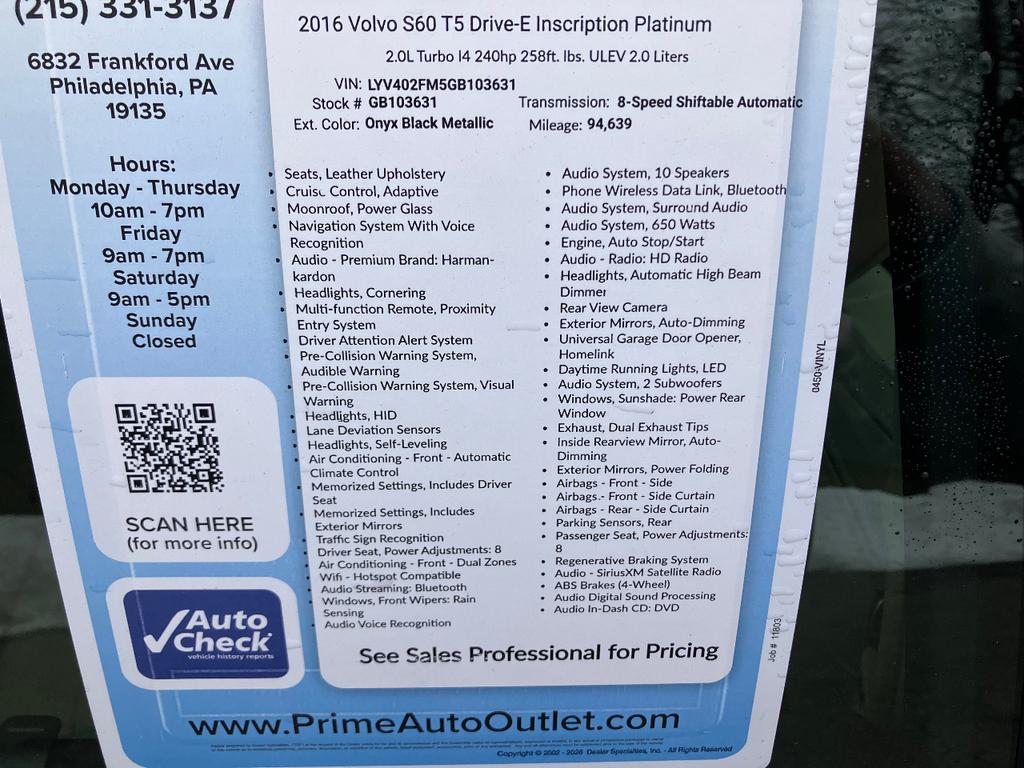 (215) 331-3137
6832 Frankford Ave
Philadelphia, PA
19135
Hours:
Monday - Thursday
10am - 7pm
Friday
9am - 7pm
Saturday
9am - 5pm
Sunday
Closed
SCAN HERE
(for more info)
Auto
Check
vehicle history reports
2016 Volvo S60 T5 Drive-E Inscription Platinum
2.0L Turbo I4 240hp 258ft. lbs. ULEV 2.0 Liters
VIN: LYV402FM5GB103631
Stock # GB103631
Transmission: 8-Speed Shiftable Automatic
Ext. Color: Onyx Black Metallic
Mileage: 94,639
• Seats, Leather Upholstery
• Cruise Control, Adaptive
• Moonroof, Power Glass
• Navigation System With Voice
Recognition
• Audio - Premium Brand: Harman-
kardon
• Headlights, Cornering
• Multi-function Remote, Proximity
Entry System
• Driver Attention Alert System
• Pre-Collision Warning System,
Audible Warning
• Pre-Collision Warning System, Visual
Warning
• Headlights, HID
• Lane Deviation Sensors
• Headlights, Self-Leveling
• Air Conditioning - Front - Automatic
Climate Control
• Memorized Settings, Includes Driver
Seat
• Memorized Settings, Includes
Exterior Mirrors
• Traffic Sign Recognition
• Driver Seat, Power Adjustments: 8
• Air Conditioning - Front - Dual Zones
• Wifi - Hotspot Compatible
• Audio Streaming: Bluetooth
• Windows, Front Wipers: Rain
Sensing
• Audio Voice Recognition
• Audio System, 10 Speakers
• Phone Wireless Data Link, Bluetooth
• Audio System, Surround Audio
• Audio System, 650 Watts
• Engine, Auto Stop/Start
• Audio - Radio: HD Radio
• Headlights, Automatic High Beam
Dimmer
• Rear View Camera
• Exterior Mirrors, Auto-Dimming
• Universal Garage Door Opener,
Homelink
• Daytime Running Lights, LED
• Audio System, 2 Subwoofers
• Windows, Sunshade: Power Rear
Window
• Exhaust, Dual Exhaust Tips
• Inside Rearview Mirror, Auto-
Dimming
• Exterior Mirrors, Power Folding
• Airbags - Front - Side
• Airbags - Front - Side Curtain
• Airbags - Rear - Side Curtain
• Parking Sensors, Rear
• Passenger Seat, Power Adjustments:
8
• Regenerative Braking System
• Audio - SiriusXM Satellite Radio
• ABS Brakes (4-Wheel)
• Audio Digital Sound Processing
• Audio In-Dash CD: DVD
See Sales Professional for Pricing
0450-VINYL
Job # 11803
www.PrimeAutoOutlet.com
Copyright © 2002 - 2026 Dealer Specialties, Inc. - All Rights Reserved